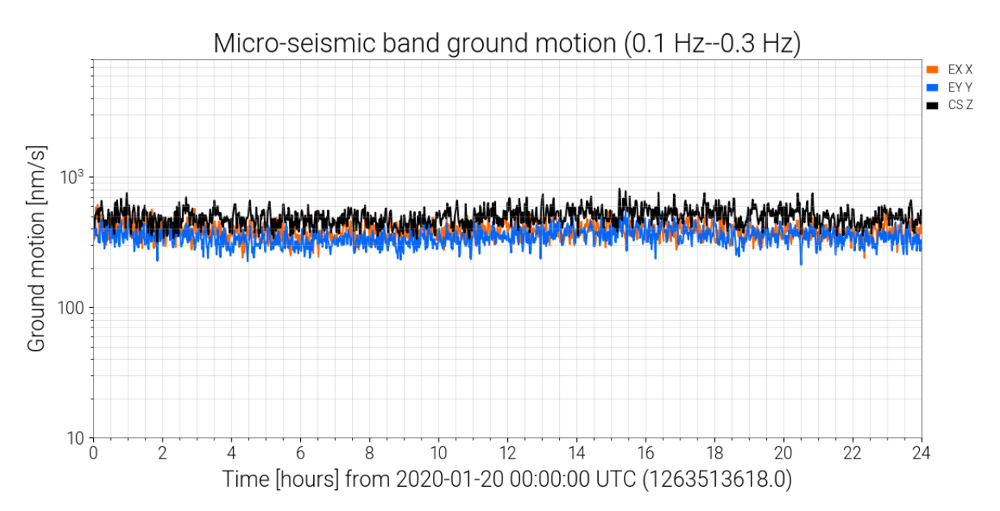 Micro-seismic band ground motion (0.1 Hz--0.3 Hz)
EX X
EY Y
CS Z
Ground motion [nm/s]
10³
100
10
0 2 4 6 8 10 12 14 16 18 20 22 24
Time [hours] from 2020-01-20 00:00:00 UTC (1263513618.0)